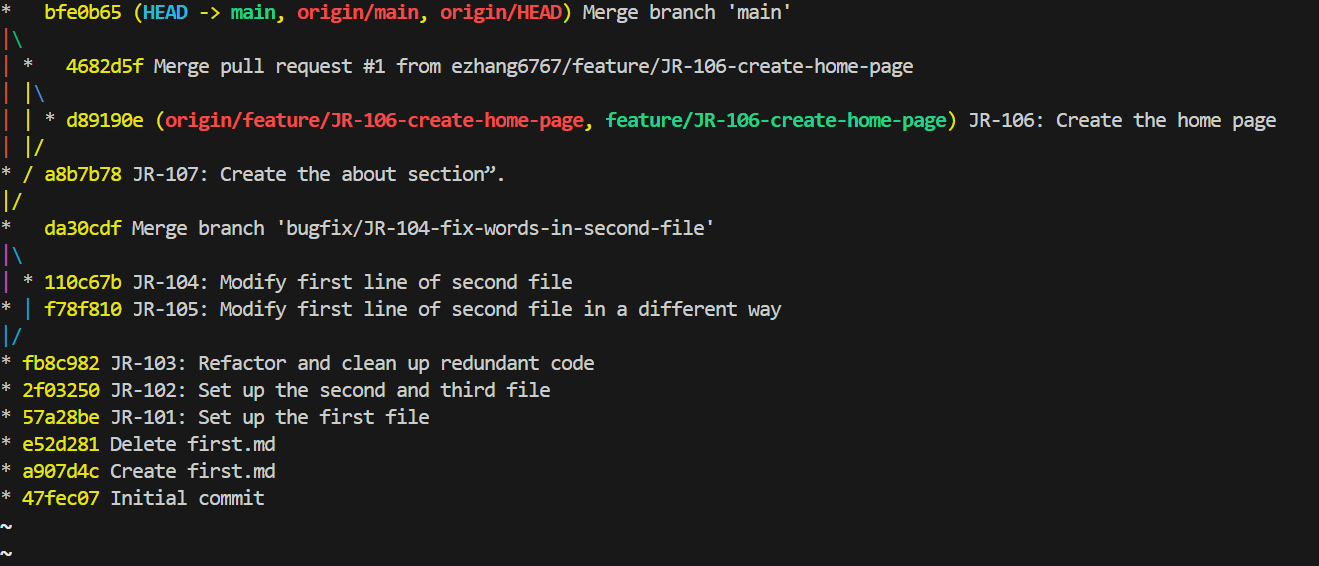 *   bfe0b65 (HEAD -> main, origin/main, origin/HEAD) Merge branch 'main'
|\
| *   4682d5f Merge pull request #1 from ezhang6767/feature/JR-106-create-home-page
| |\
| | * d89190e (origin/feature/JR-106-create-home-page, feature/JR-106-create-home-page) JR-106: Create the home page
| |/
* / a8b7b78 JR-107: Create the about section”.
|/
*   da30cdf Merge branch 'bugfix/JR-104-fix-words-in-second-file'
|\
| * 110c67b JR-104: Modify first line of second file
* | f78f810 JR-105: Modify first line of second file in a different way
|/
* fb8c982 JR-103: Refactor and clean up redundant code
* 2f03250 JR-102: Set up the second and third file
* 57a28be JR-101: Set up the first file
* e52d281 Delete first.md
* a907d4c Create first.md
* 47fec07 Initial commit
~
~